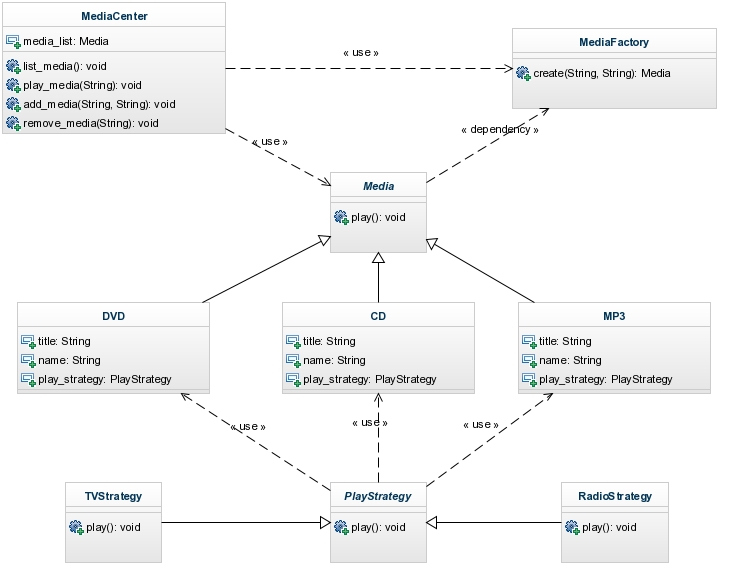 MediaCenter
media_list: Media
list_media(): void
play_media(String): void
add_media(String, String): void
remove_media(String): void
« use »
MediaFactory
create(String, String): Media
« use »
« dependency »
Media
play(): void
DVD
title: String
name: String
play_strategy: PlayStrategy
CD
title: String
name: String
play_strategy: PlayStrategy
MP3
title: String
name: String
play_strategy: PlayStrategy
« use »
« use »
« use »
TVStrategy
play(): void
PlayStrategy
play(): void
RadioStrategy
play(): void